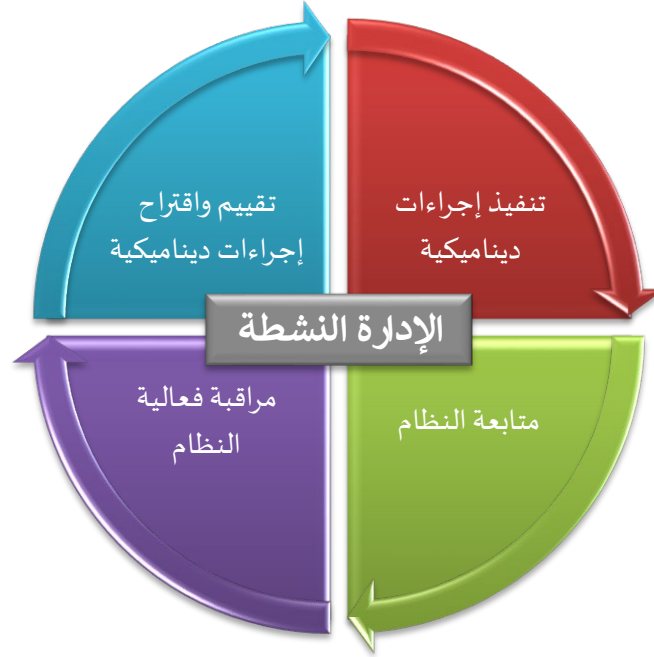 تقييم واقتراح
إجراءات ديناميكية
تنفيذ إجراءات
ديناميكية
الإدارة النشطة
مراقبة فعالية
النظام
متابعة النظام